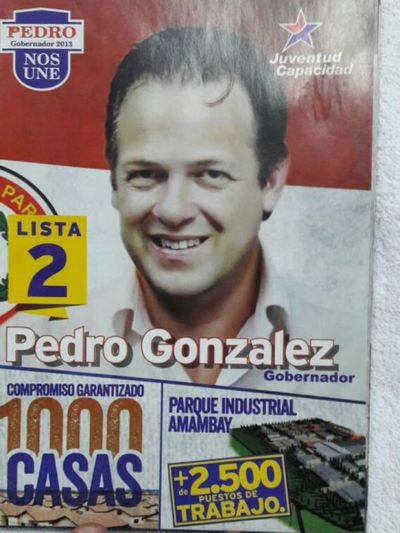 PEDRO
Gobernador 2013
NOS
UNE
Juventud
Capacidad
PAR
LISTA
2
Pedro Gonzalez
Gobernador
COMPROMISO GARANTIZADO
1000
CASAS
PARQUE INDUSTRIAL
AMAMBAY
+2.500
de
PUESTOS DE
TRABAJO.